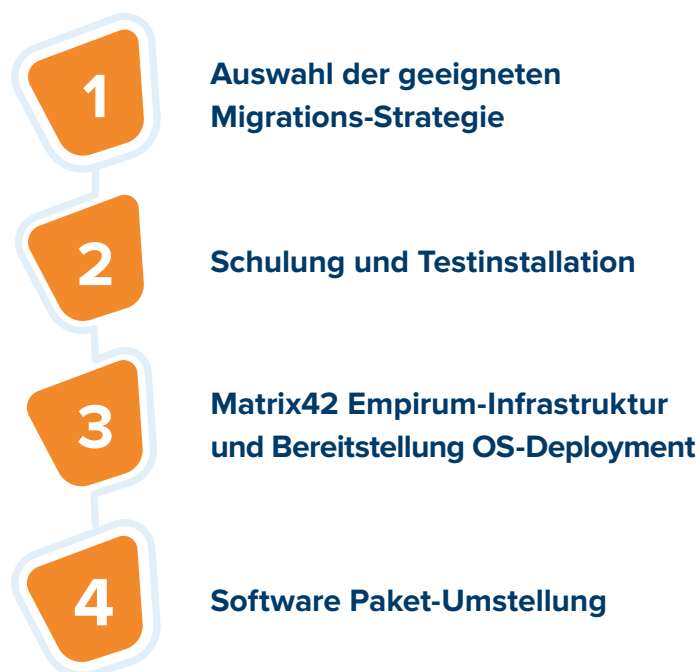 1
Auswahl der geeigneten
Migrations-Strategie
2
Schulung und Testinstallation
3
Matrix42 Empirum-Infrastruktur
und Bereitstellung OS-Deployment
4
Software Paket-Umstellung